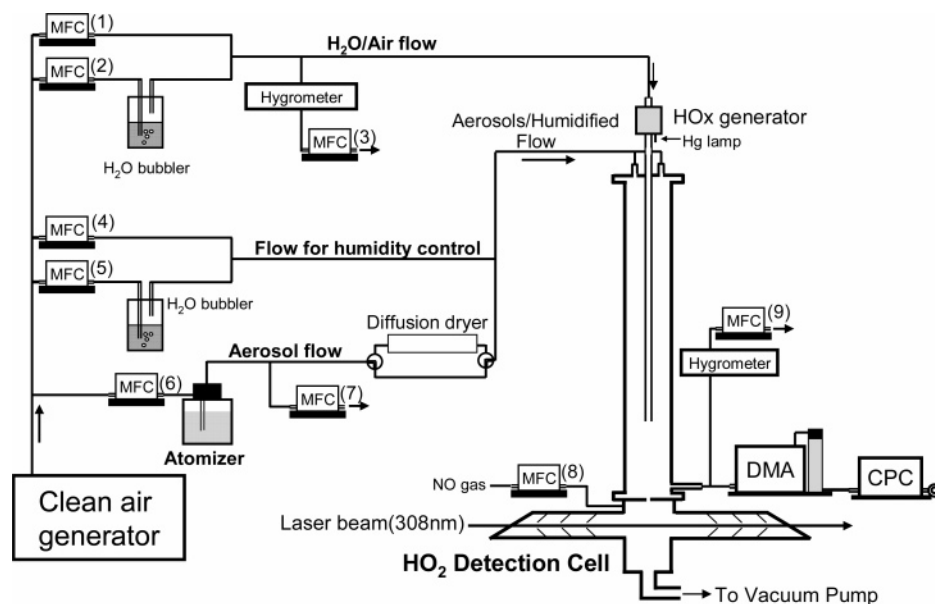 MFC (1)
H₂O/Air flow
MFC (2)
Hygrometer
HOx generator
Aerosols/Humidified
Flow
Hg lamp
MFC (3)
H₂O bubbler
MFC (4)
Flow for humidity control
MFC (5)
H₂O bubbler
Diffusion dryer
MFC (9)
Aerosol flow
Hygrometer
MFC (6)
MFC (7)
Atomizer
DMA
CPC
NO gas
MFC (8)
Clean air
generator
Laser beam(308nm)
HO₂ Detection Cell
To Vacuum Pump